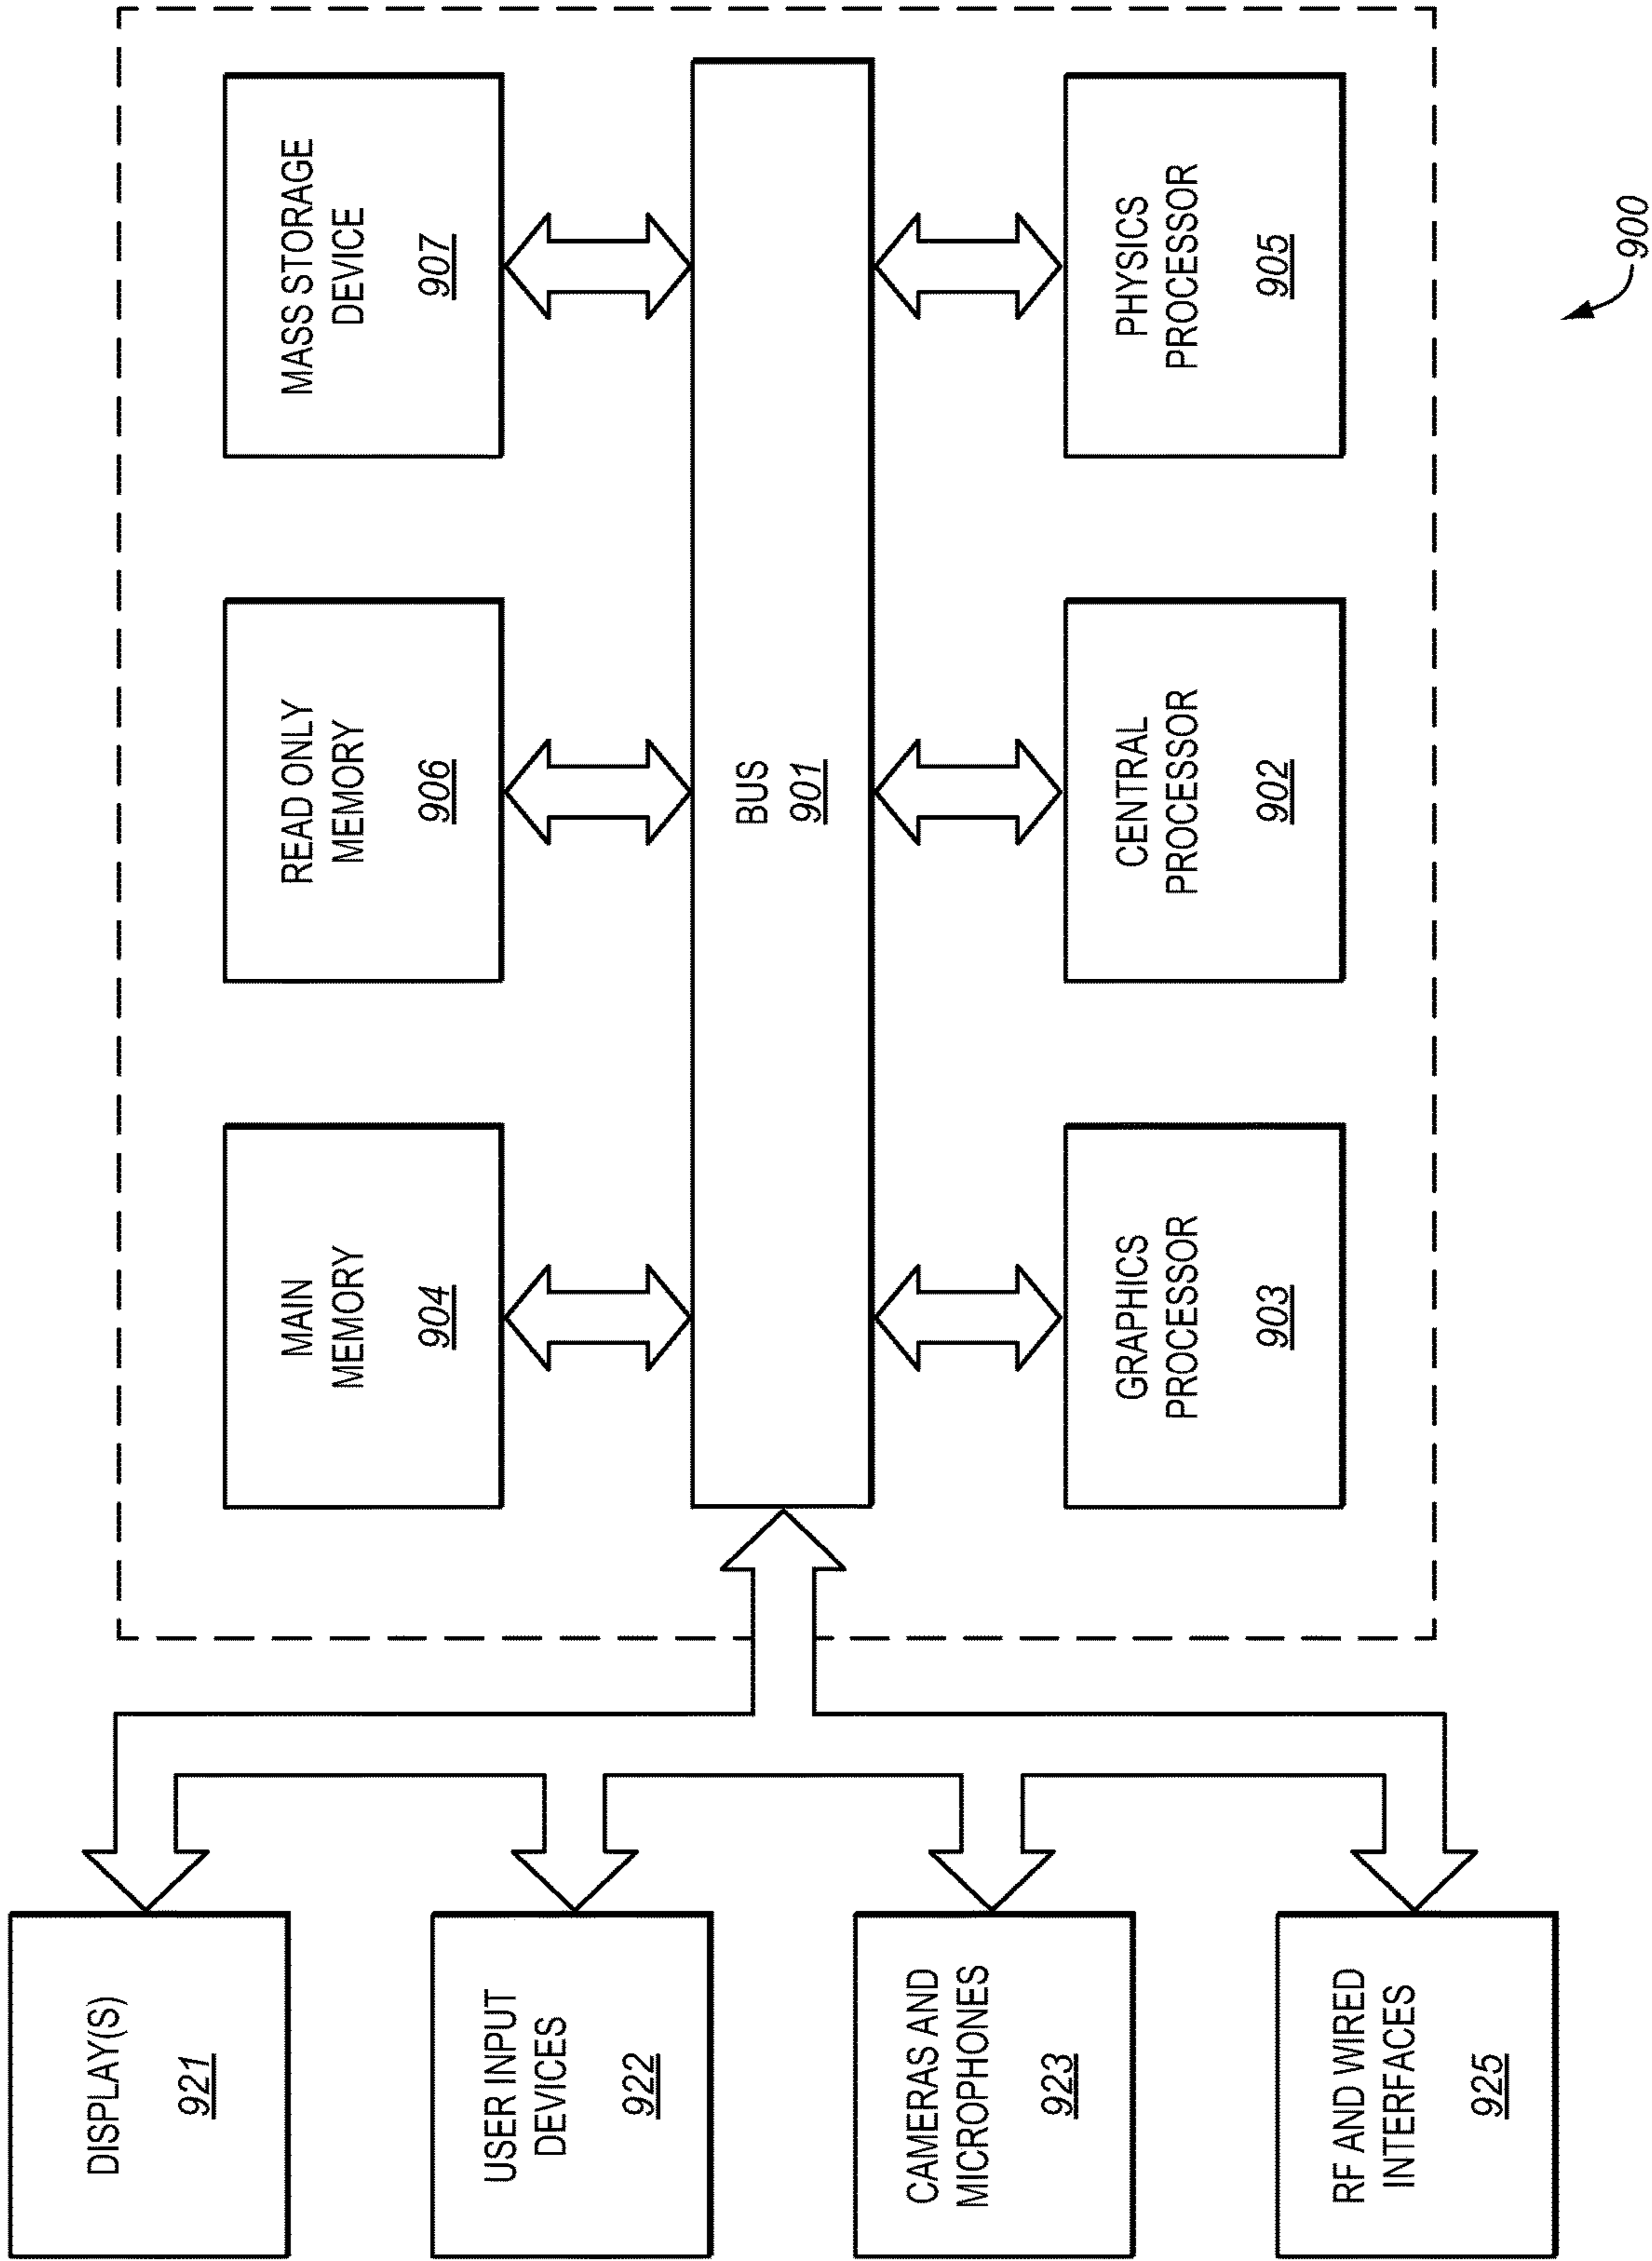 DISPLAY(S)
921
USER INPUT
DEVICES
922
CAMERAS AND
MICROPHONES
923
RF AND WIRED
INTERFACES
925
MAIN
MEMORY
904
READ ONLY
MEMORY
906
MASS STORAGE
DEVICE
907
BUS
901
GRAPHICS
PROCESSOR
903
CENTRAL
PROCESSOR
902
PHYSICS
PROCESSOR
905
900